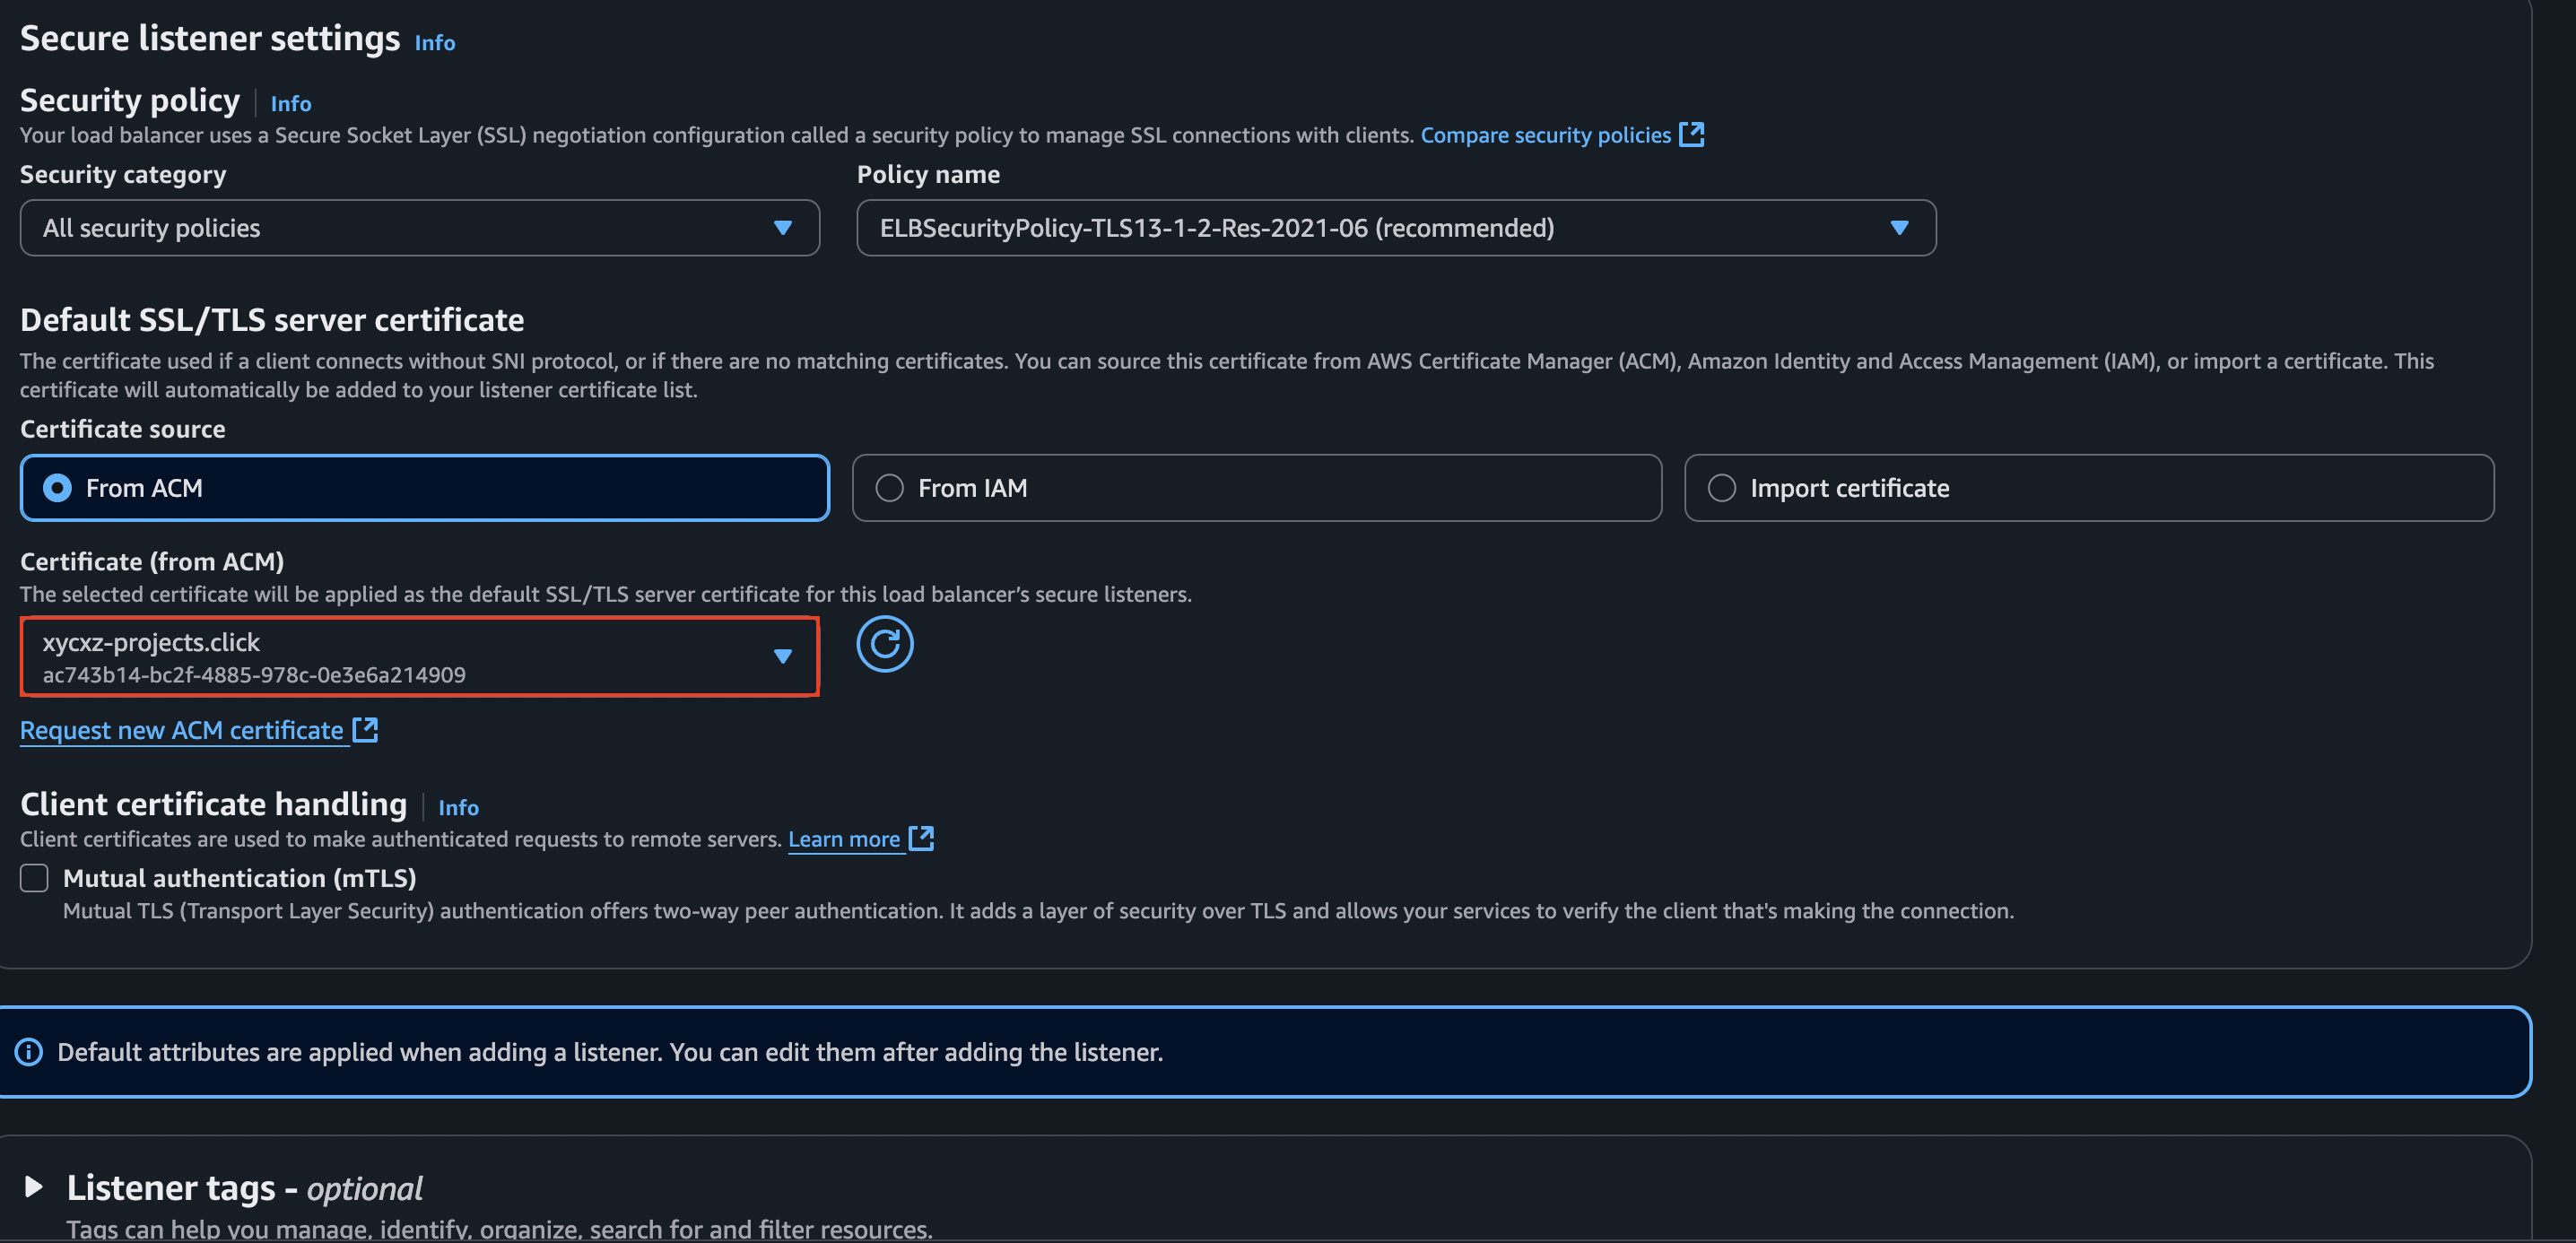 Secure listener settings Info
Security policy Info
Your load balancer uses a Secure Socket Layer (SSL) negotiation configuration called a security policy to manage SSL connections with clients. Compare security policies
Security category
Policy name
All security policies
ELBSecurityPolicy-TLS13-1-2-Res-2021-06 (recommended)
Default SSL/TLS server certificate
The certificate used if a client connects without SNI protocol, or if there are no matching certificates. You can source this certificate from AWS Certificate Manager (ACM), Amazon Identity and Access Management (IAM), or import a certificate. This
certificate will automatically be added to your listener certificate list.
Certificate source
From ACM
From IAM
Import certificate
Certificate (from ACM)
The selected certificate will be applied as the default SSL/TLS server certificate for this load balancer’s secure listeners.
xycxz-projects.click
ac743b14-bc2f-4885-978c-0e3e6a214909
Request new ACM certificate
Client certificate handling Info
Client certificates are used to make authenticated requests to remote servers. Learn more
Mutual authentication (mTLS)
Mutual TLS (Transport Layer Security) authentication offers two-way peer authentication. It adds a layer of security over TLS and allows your services to verify the client that's making the connection.
Default attributes are applied when adding a listener. You can edit them after adding the listener.
Listener tags - optional
Tags can help you manage, identify, organize, search for and filter resources.